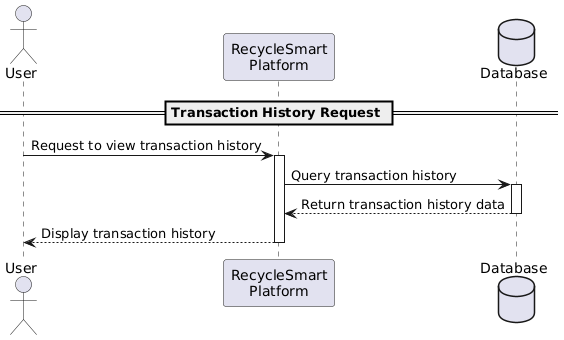 User
RecycleSmart
Platform
Database
Transaction History Request
Request to view transaction history
Query transaction history
Return transaction history data
Display transaction history
User
RecycleSmart
Platform
Database